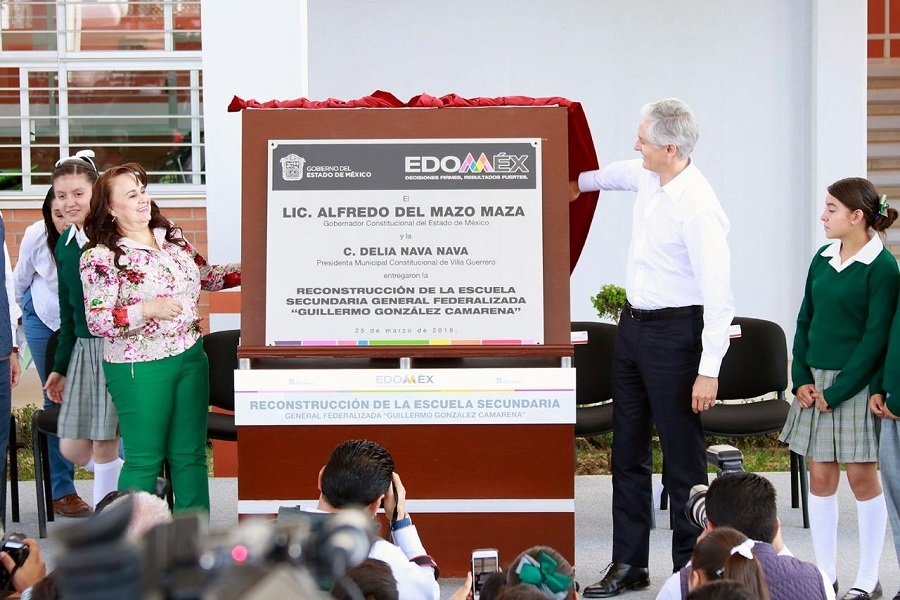 GOBIERNO DEL
ESTADO DE MÉXICO
EDOMÉX
DECISIONES FIRMES, RESULTADOS FUERTES.
El
LIC. ALFREDO DEL MAZO MAZA
Gobernador Constitucional del Estado de México
y la
C. DELIA NAVA NAVA
Presidenta Municipal Constitucional de Villa Guerrero
entregaron la
RECONSTRUCCIÓN DE LA ESCUELA
SECUNDARIA GENERAL FEDERALIZADA
"GUILLERMO GONZÁLEZ CAMARENA"
25 de marzo de 2019.
EDOMÉX
RECONSTRUCCIÓN DE LA ESCUELA SECUNDARIA
GENERAL FEDERALIZADA "GUILLERMO GONZÁLEZ CAMARENA"